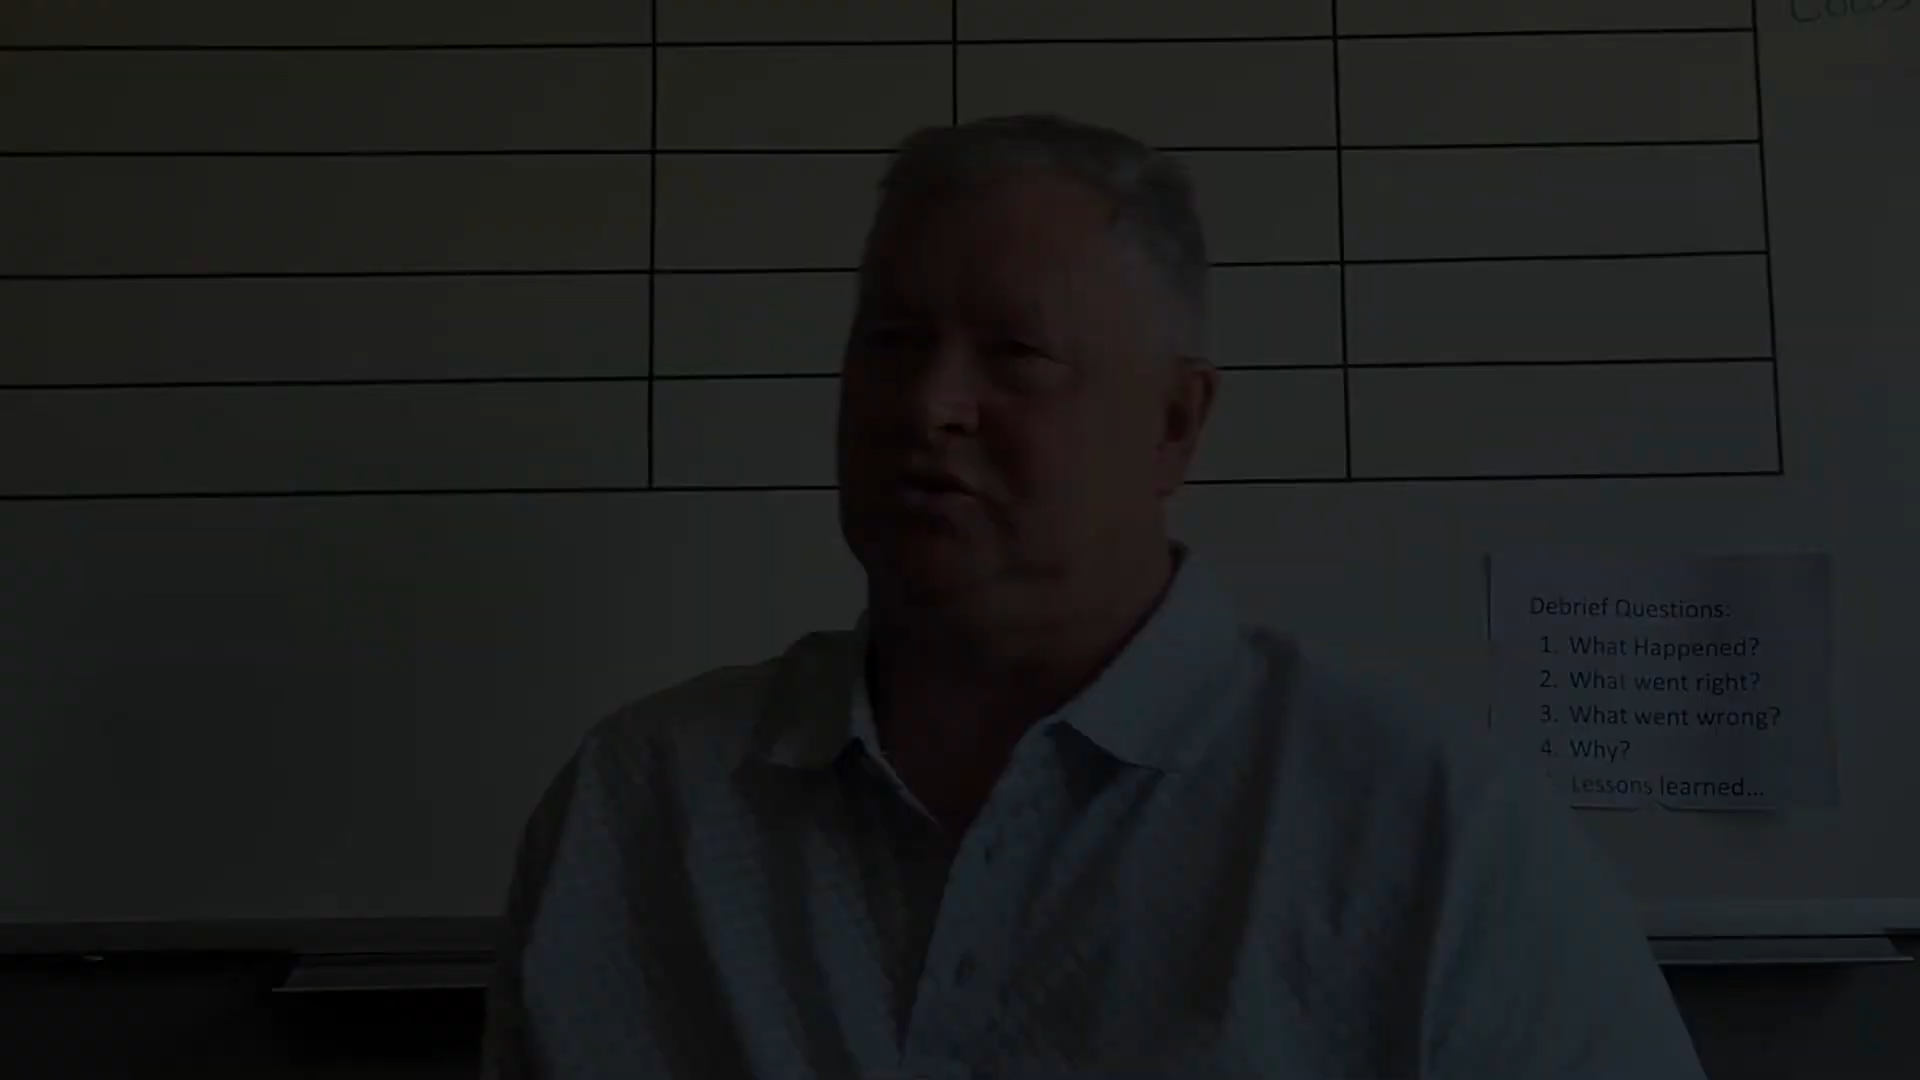 Debrief Questions:
1. What Happened?
2. What went right?
3. What went wrong?
4. Why?
Lessons learned...